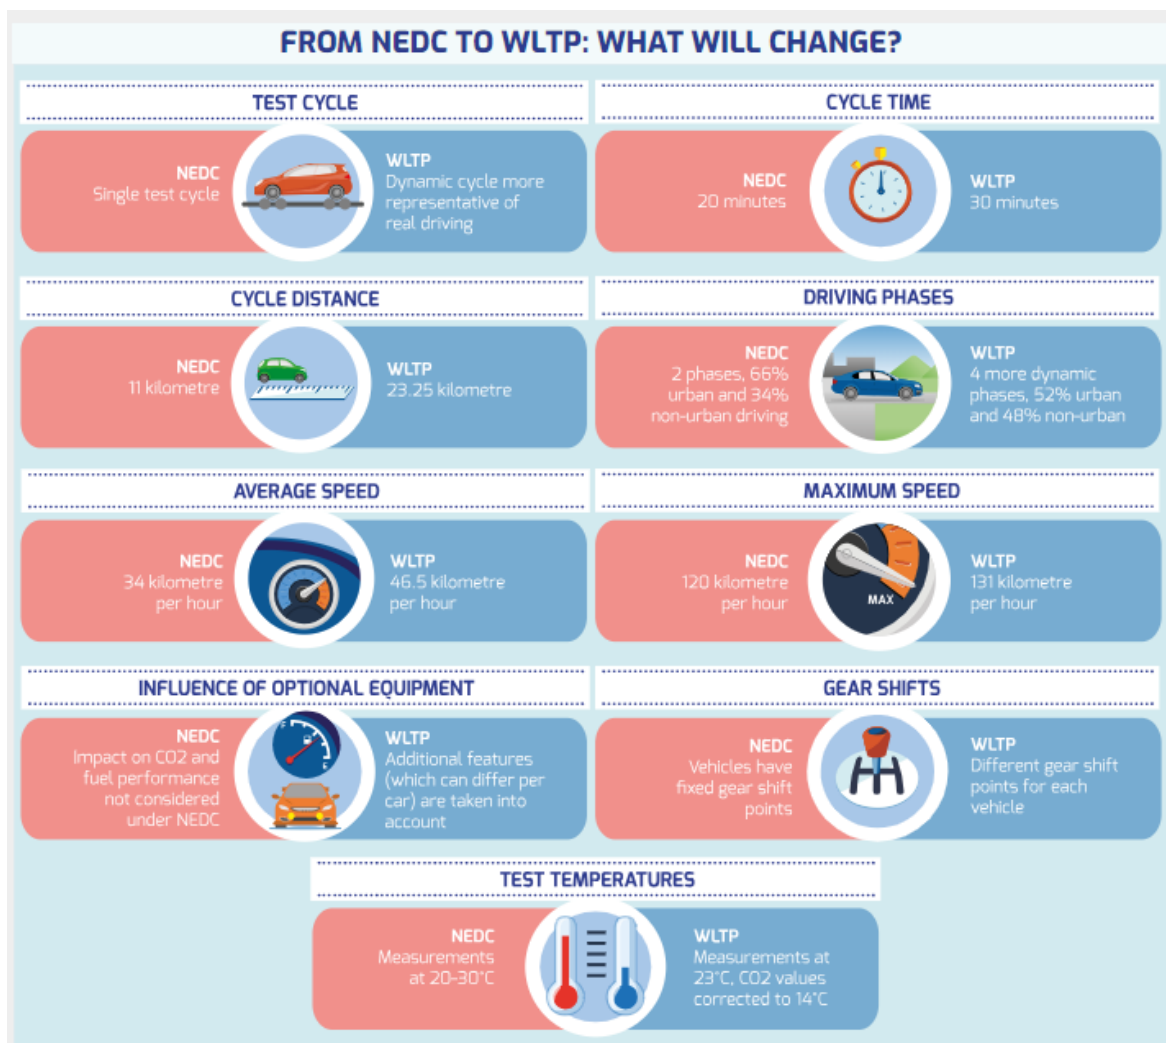 FROM NEDC TO WLTP: WHAT WILL CHANGE?
TEST CYCLE
NEDC
Single test cycle
WLTP
Dynamic cycle more
representative of
real driving
CYCLE TIME
NEDC
20 minutes
WLTP
30 minutes
CYCLE DISTANCE
NEDC
11 kilometre
WLTP
23.25 kilometre
DRIVING PHASES
NEDC
2 phases, 66%
urban and 34%
non-urban driving
WLTP
4 more dynamic
phases, 52% urban
and 48% non-urban
AVERAGE SPEED
NEDC
34 kilometre
per hour
WLTP
46.5 kilometre
per hour
MAXIMUM SPEED
NEDC
120 kilometre
per hour
MAX
WLTP
131 kilometre
per hour
INFLUENCE OF OPTIONAL EQUIPMENT
NEDC
Impact on CO2 and
fuel performance
not considered
under NEDC
WLTP
Additional features
(which can differ per
car) are taken into
account
GEAR SHIFTS
NEDC
Vehicles have
fixed gear shift
points
WLTP
Different gear shift
points for each
vehicle
TEST TEMPERATURES
NEDC
Measurements
at 20-30°C
WLTP
Measurements at
23°C, CO2 values
corrected to 14°C